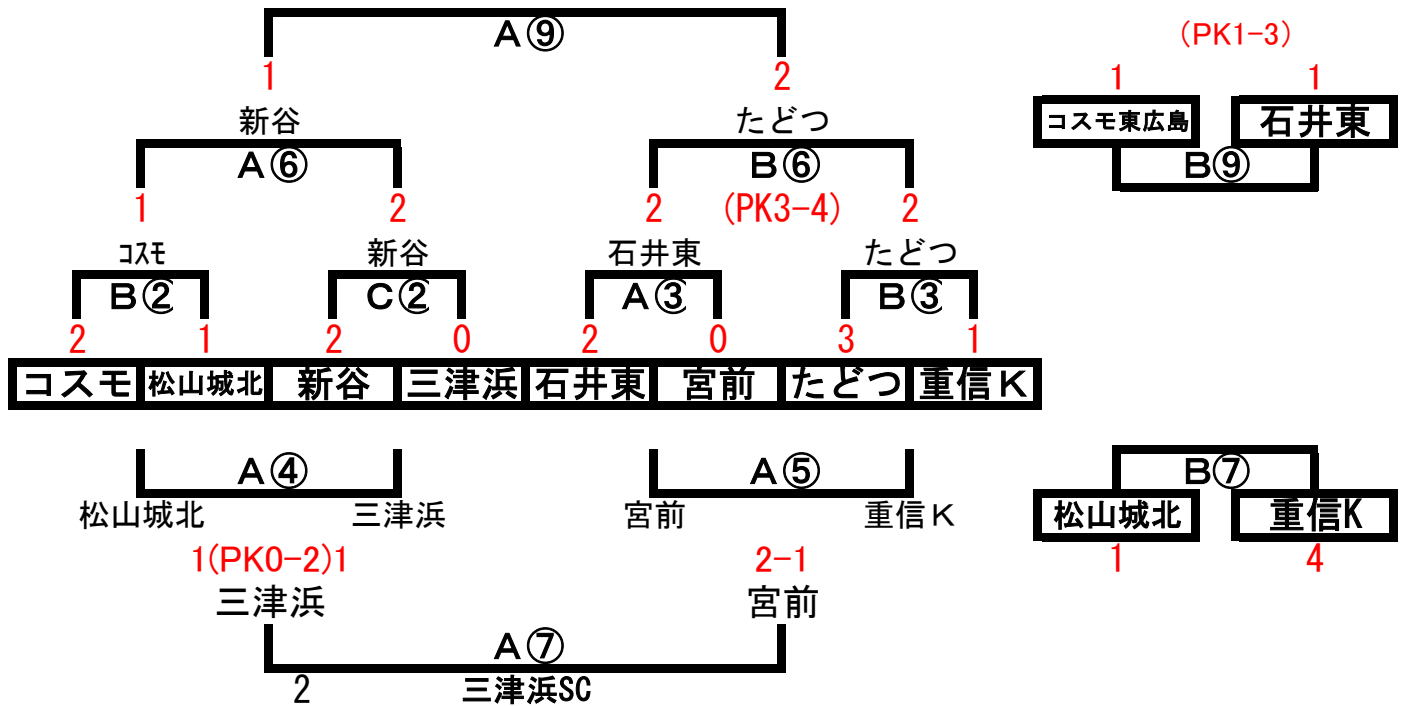 A⑨
(PK1-3)
1 2
1 1
新谷 たどつ
コスモ東広島 石井東
A⑥ B⑥
B⑨
1 2 2 (PK3-4) 2
コスモ 新谷 石井東 たどつ
B② C② A③ B③
2 1 2 0 2 0 3 1
コスモ 松山城北 新谷 三津浜 石井東 宮前 たどつ 重信K
A④ A⑤
B⑦
松山城北 三津浜 宮前 重信K
松山城北 重信K
1(PK0-2)1 2-1
1 4
三津浜 宮前
A⑦
2 三津浜SC